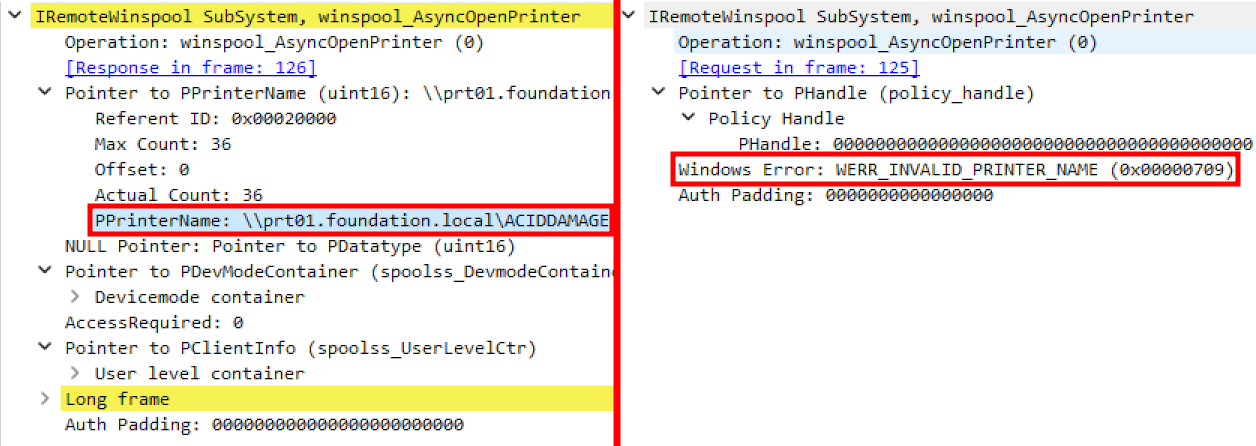 IRemoteWinspool SubSystem, winspool_AsyncOpenPrinter
Operation: winspool_AsyncOpenPrinter (0)
[Response in frame: 126]
Pointer to PPrinterName (uint16): \\prt01.foundation
Referent ID: 0x00020000
Max Count: 36
Offset: 0
Actual Count: 36
PPrinterName: \\prt01.foundation.local\ACIDDAMAGE
NULL Pointer: Pointer to PDatatype (uint16)
Pointer to PDevModeContainer (spoolss_DevmodeContain
Devicemode container
AccessRequired: 0
Pointer to PClientInfo (spoolss_UserLevelCtr)
User level container
Long frame
Auth Padding: 000000000000000000000000
IRemoteWinspool SubSystem, winspool_AsyncOpenPrinter
Operation: winspool_AsyncOpenPrinter (0)
[Request in frame: 125]
Pointer to PHandle (policy_handle)
Policy Handle
PHandle: 0000000000000000000000000000000000000000
Windows Error: WERR_INVALID_PRINTER_NAME (0x00000709)
Auth Padding: 0000000000000000